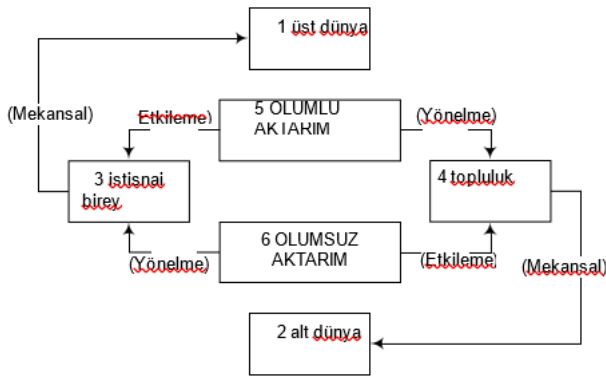 1 üst dünya
(Mekansal)
Etkileme)
5 OLUMLU
AKTARIM
(Yönelme)
3 istisnai
birey
4 topluluk
(Yönelme)
6 OLUMSUZ
AKTARIM
(Etkileme)
(Mekansal)
2 alt dünya